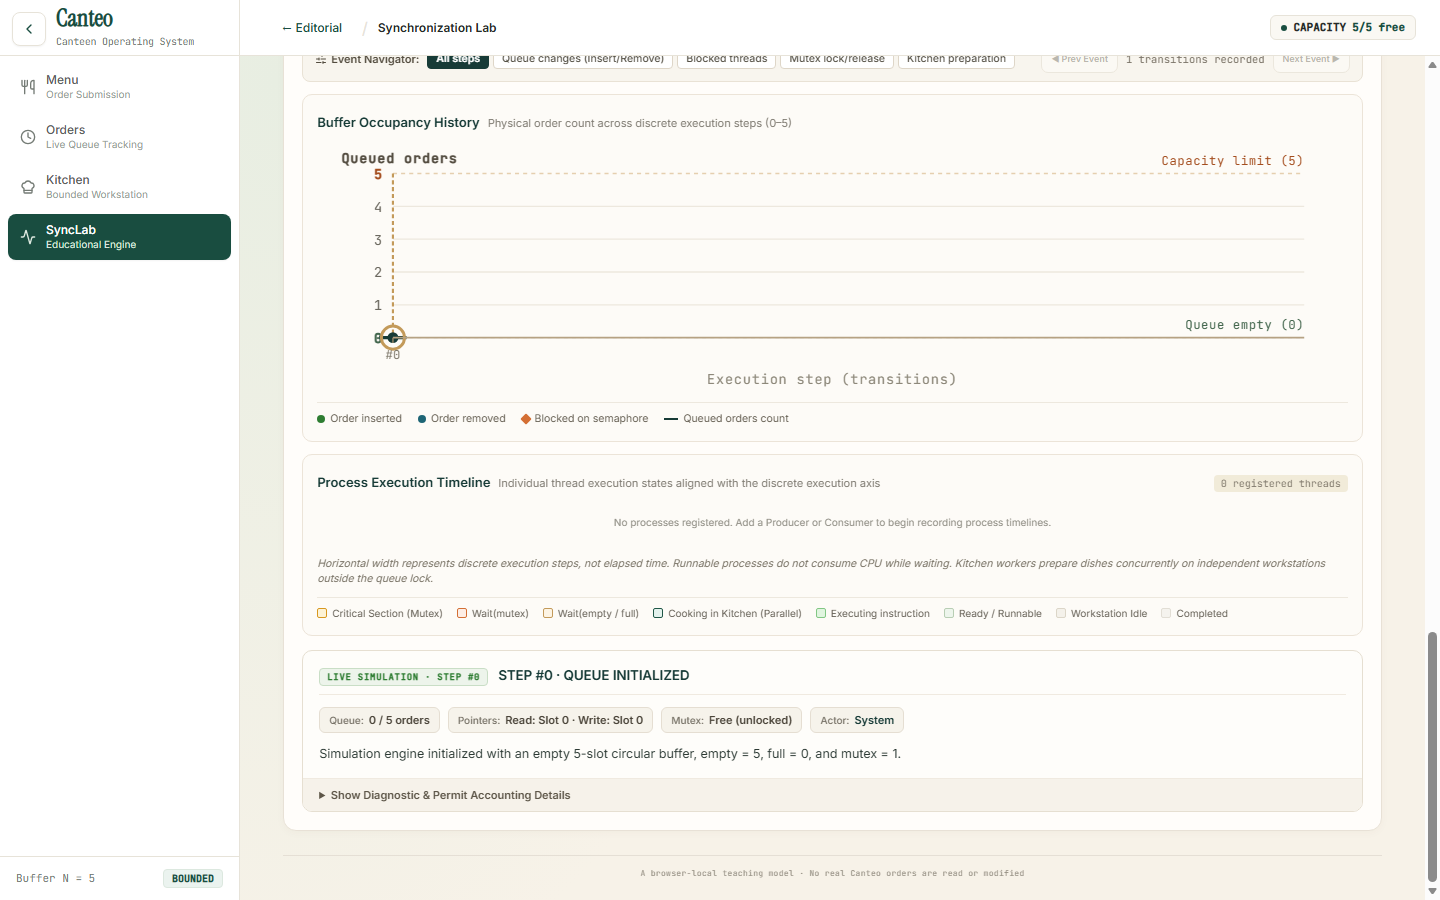 Canteo
Canteen Operating System
← Editorial / Synchronization Lab
CAPACITY 5/5 free
Menu
Order Submission
Orders
Live Queue Tracking
Kitchen
Bounded Workstation
SyncLab
Educational Engine
Buffer N = 5
BOUNDED
Event Navigator: All steps Queue changes (Insert/Remove) Blocked threads Mutex lock/release Kitchen preparation ◀ Prev Event 1 transitions recorded Next Event ▶
Buffer Occupancy History Physical order count across discrete execution steps (0–5)
Queued orders
Capacity limit (5)
5
4
3
2
1
Queue empty (0)
0
#0
Execution step (transitions)
Order inserted Order removed Blocked on semaphore Queued orders count
Process Execution Timeline Individual thread execution states aligned with the discrete execution axis 0 registered threads
No processes registered. Add a Producer or Consumer to begin recording process timelines.
Horizontal width represents discrete execution steps, not elapsed time. Runnable processes do not consume CPU while waiting. Kitchen workers prepare dishes concurrently on independent workstations
outside the queue lock.
Critical Section (Mutex) Wait(mutex) Wait(empty / full) Cooking in Kitchen (Parallel) Executing instruction Ready / Runnable Workstation Idle Completed
LIVE SIMULATION · STEP #0 STEP #0 · QUEUE INITIALIZED
Queue: 0 / 5 orders Pointers: Read: Slot 0 · Write: Slot 0 Mutex: Free (unlocked) Actor: System
Simulation engine initialized with an empty 5-slot circular buffer, empty = 5, full = 0, and mutex = 1.
▶ Show Diagnostic & Permit Accounting Details
A browser-local teaching model · No real Canteo orders are read or modified